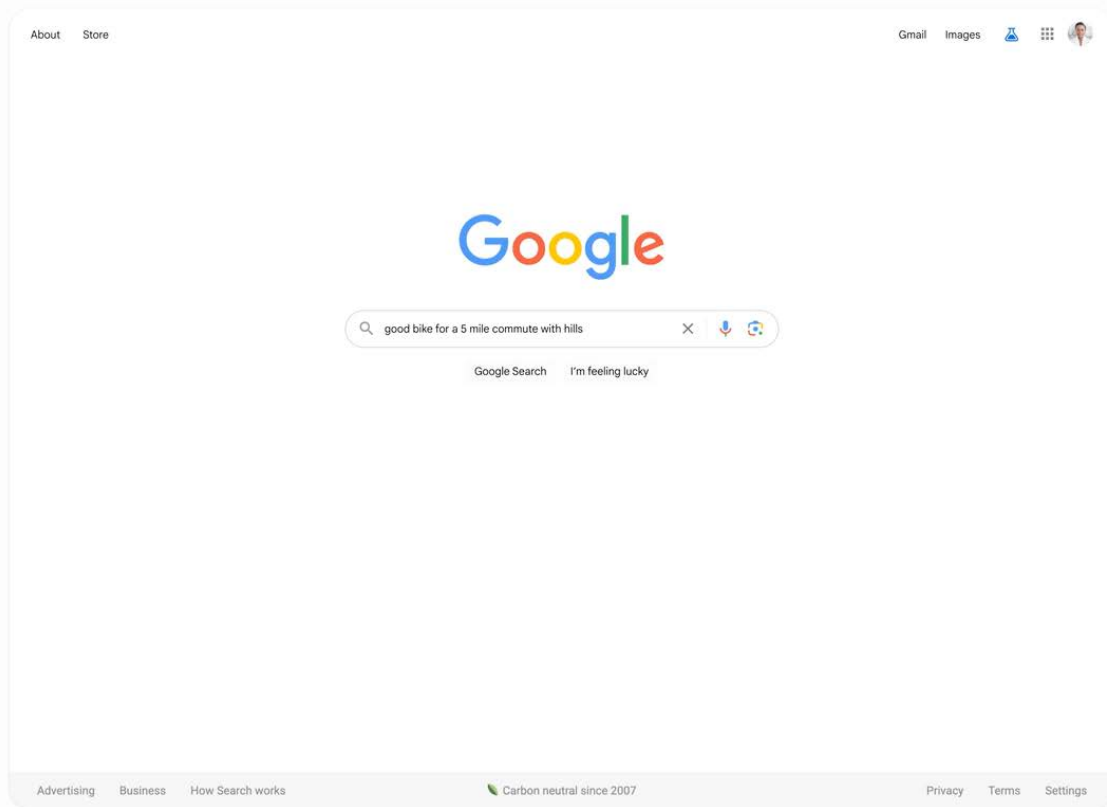 About Store Gmail Images
Google
good bike for a 5 mile commute with hills
Google Search I'm feeling lucky
Advertising Business How Search works Carbon neutral since 2007 Privacy Terms Settings